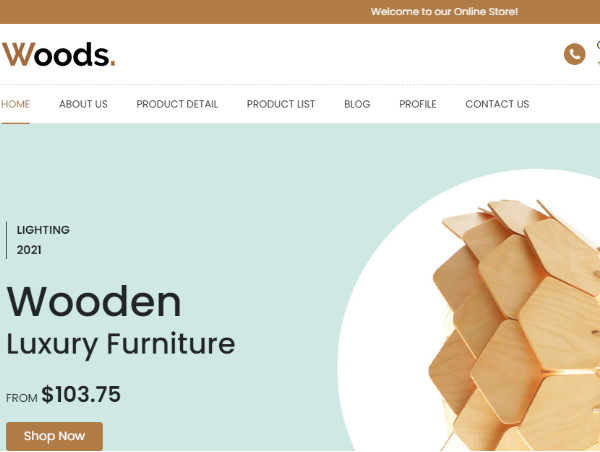 Welcome to our Online Store!
Woods.
HOME ABOUT US PRODUCT DETAIL PRODUCT LIST BLOG PROFILE CONTACT US
LIGHTING
2021
Wooden
Luxury Furniture
FROM $103.75
Shop Now